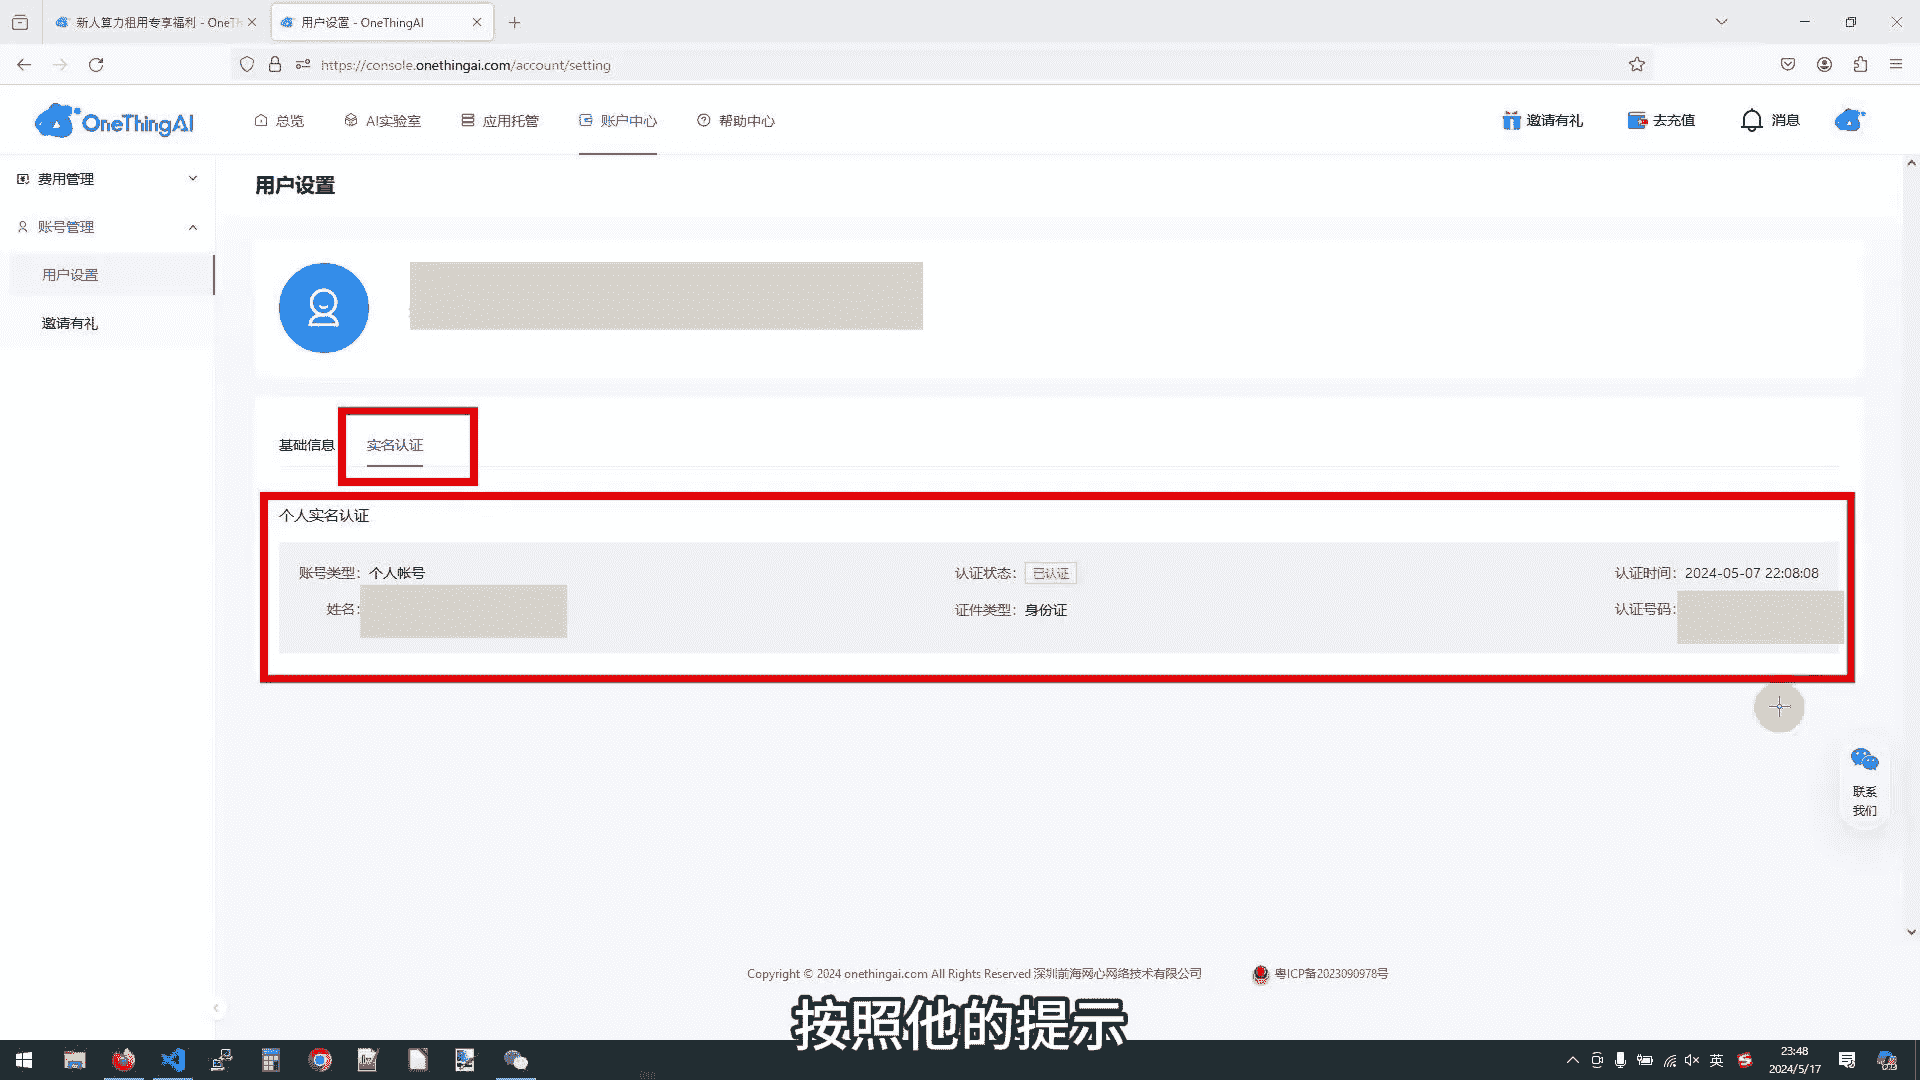 新人算力租用专享福利 - OneTh
用户设置 - OneThingAI
https://console.onethingai.com/account/setting
OneThingAI
总览
AI实验室
应用托管
账户中心
帮助中心
邀请有礼
去充值
消息
费用管理
账号管理
用户设置
邀请有礼
用户设置
基础信息
实名认证
个人实名认证
账号类型：个人帐号
认证状态：已认证
认证时间：2024-05-07 22:08:08
姓名：
证件类型：身份证
认证号码：
联系
我们
Copyright © 2024 onethingai.com All Rights Reserved 深圳前海网心网络技术有限公司
粤ICP备2023090978号
按照他的提示
英
23:48
2024/5/17